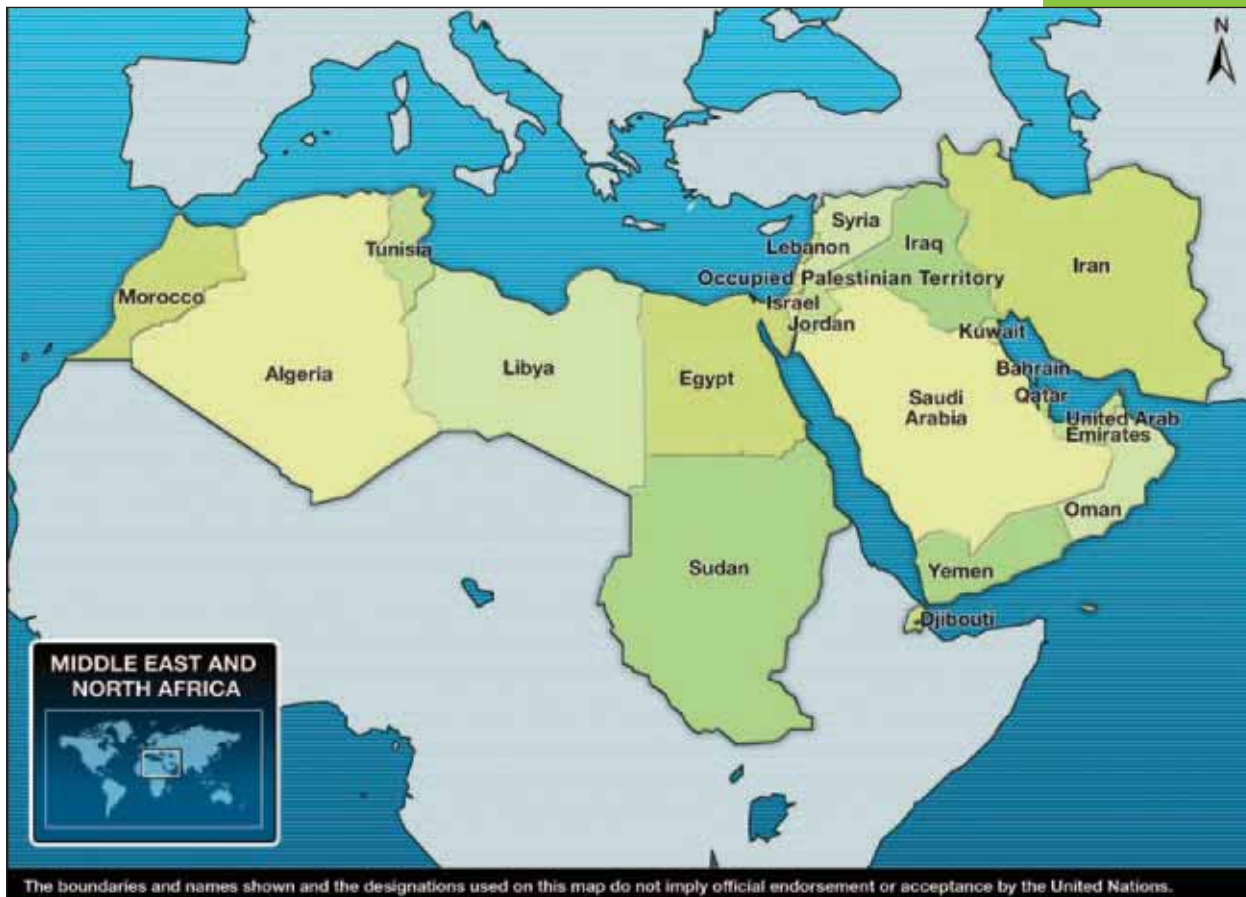 N
Syria
Lebanon
Iraq
Iran
Tunisia
Occupied Palestinian Territory
Israel
Morocco
Jordan
Kuwait
Algeria
Libya
Egypt
Bahrain
Qatar
Saudi
Arabia
United Arab
Emirates
Oman
Sudan
Yemen
Djibouti
MIDDLE EAST AND
NORTH AFRICA
The boundaries and names shown and the designations used on this map do not imply official endorsement or acceptance by the United Nations.